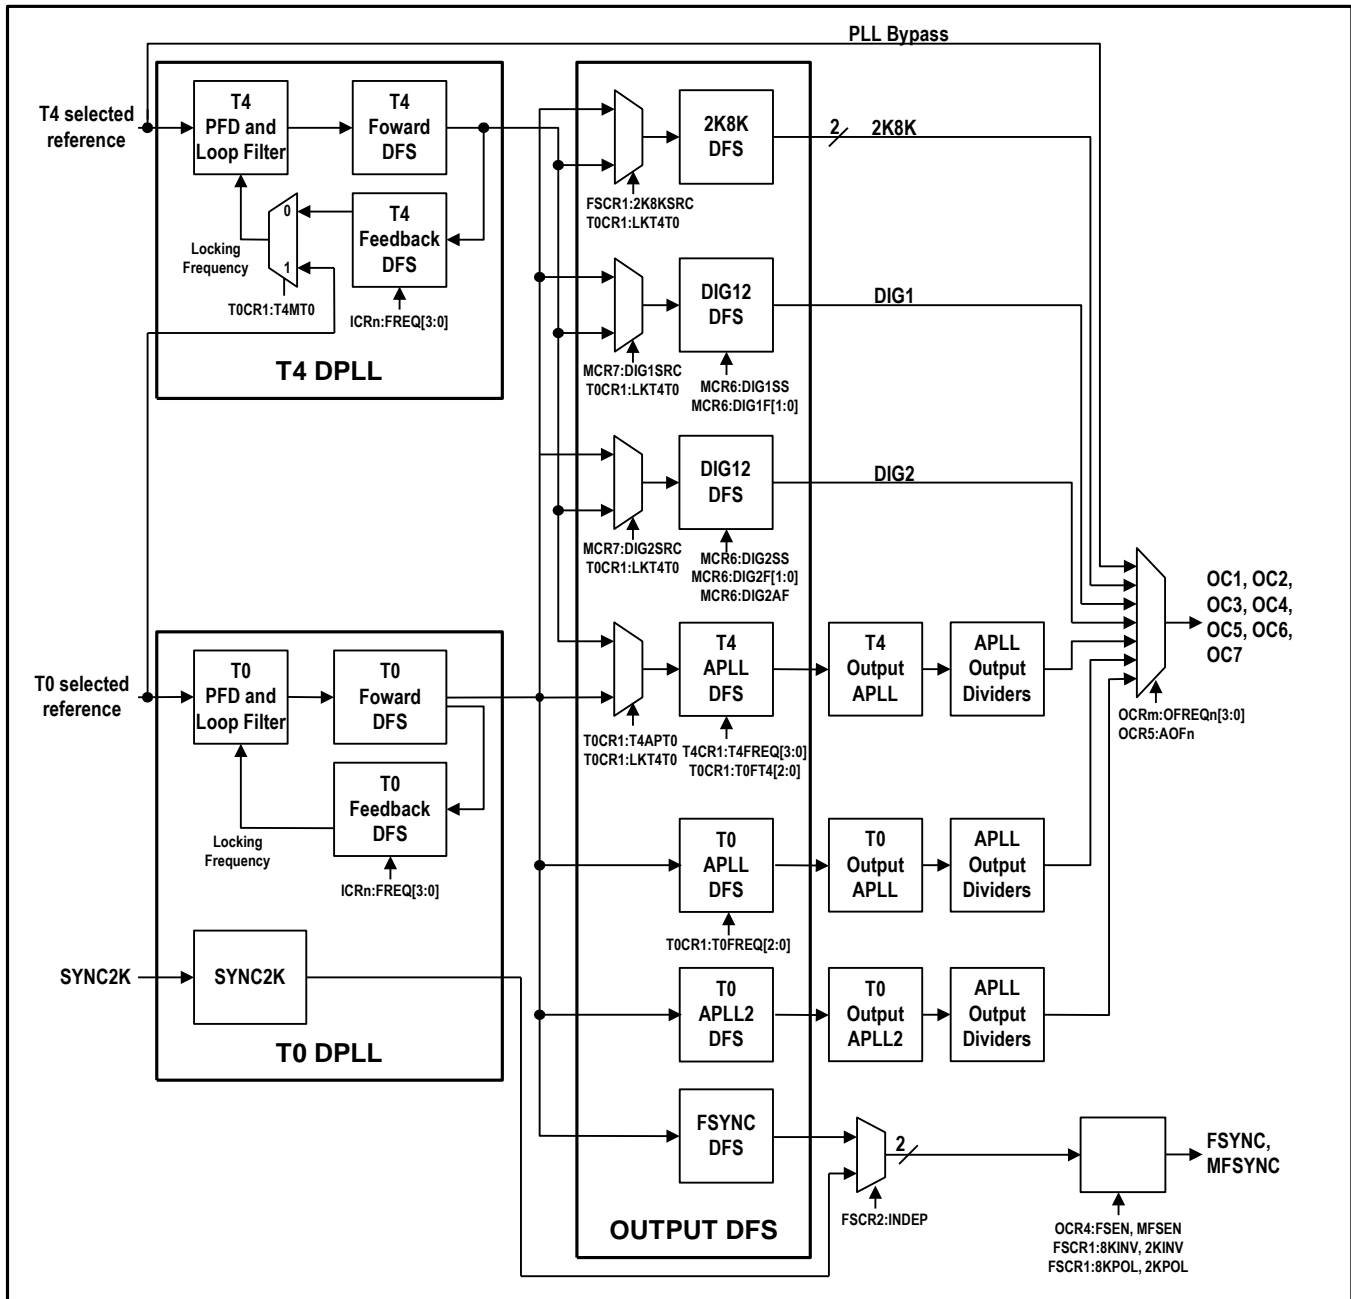 PLL Bypass
T4 selected
reference
T4
PFD and
Loop Filter
T4
Foward
DFS
T4
Feedback
DFS
0
1
Locking
Frequency
T0CR1:T4MT0
ICRn:FREQ[3:0]
T4 DPLL
2K8K
DFS
2
2K8K
FSCR1:2K8KSRC
T0CR1:LKT4T0
DIG12
DFS
DIG1
MCR7:DIG1SRC
T0CR1:LKT4T0
MCR6:DIG1SS
MCR6:DIG1F[1:0]
DIG12
DFS
DIG2
MCR7:DIG2SRC
T0CR1:LKT4T0
MCR6:DIG2SS
MCR6:DIG2F[1:0]
MCR6:DIG2AF
T4
APLL
DFS
T4
Output
APLL
APLL
Output
Dividers
T0CR1:T4APT0
T0CR1:LKT4T0
T4CR1:T4FREQ[3:0]
T0CR1:T0FT4[2:0]
OC1, OC2,
OC3, OC4,
OC5, OC6,
OC7
OCRm:OFREQn[3:0]
OCR5:AOFn
T0 selected
reference
T0
PFD and
Loop Filter
T0
Foward
DFS
T0
Feedback
DFS
Locking
Frequency
ICRn:FREQ[3:0]
T0
APLL
DFS
T0
Output
APLL
APLL
Output
Dividers
T0CR1:T0FREQ[2:0]
SYNC2K
SYNC2K
T0 DPLL
T0
APLL2
DFS
T0
Output
APLL2
APLL
Output
Dividers
FSYNC
DFS
2
FSYNC,
MFSYNC
FSCR2:INDEP
OCR4:FSEN, MFSEN
FSCR1:8KINV, 2KINV
FSCR1:8KPOL, 2KPOL
OUTPUT DFS